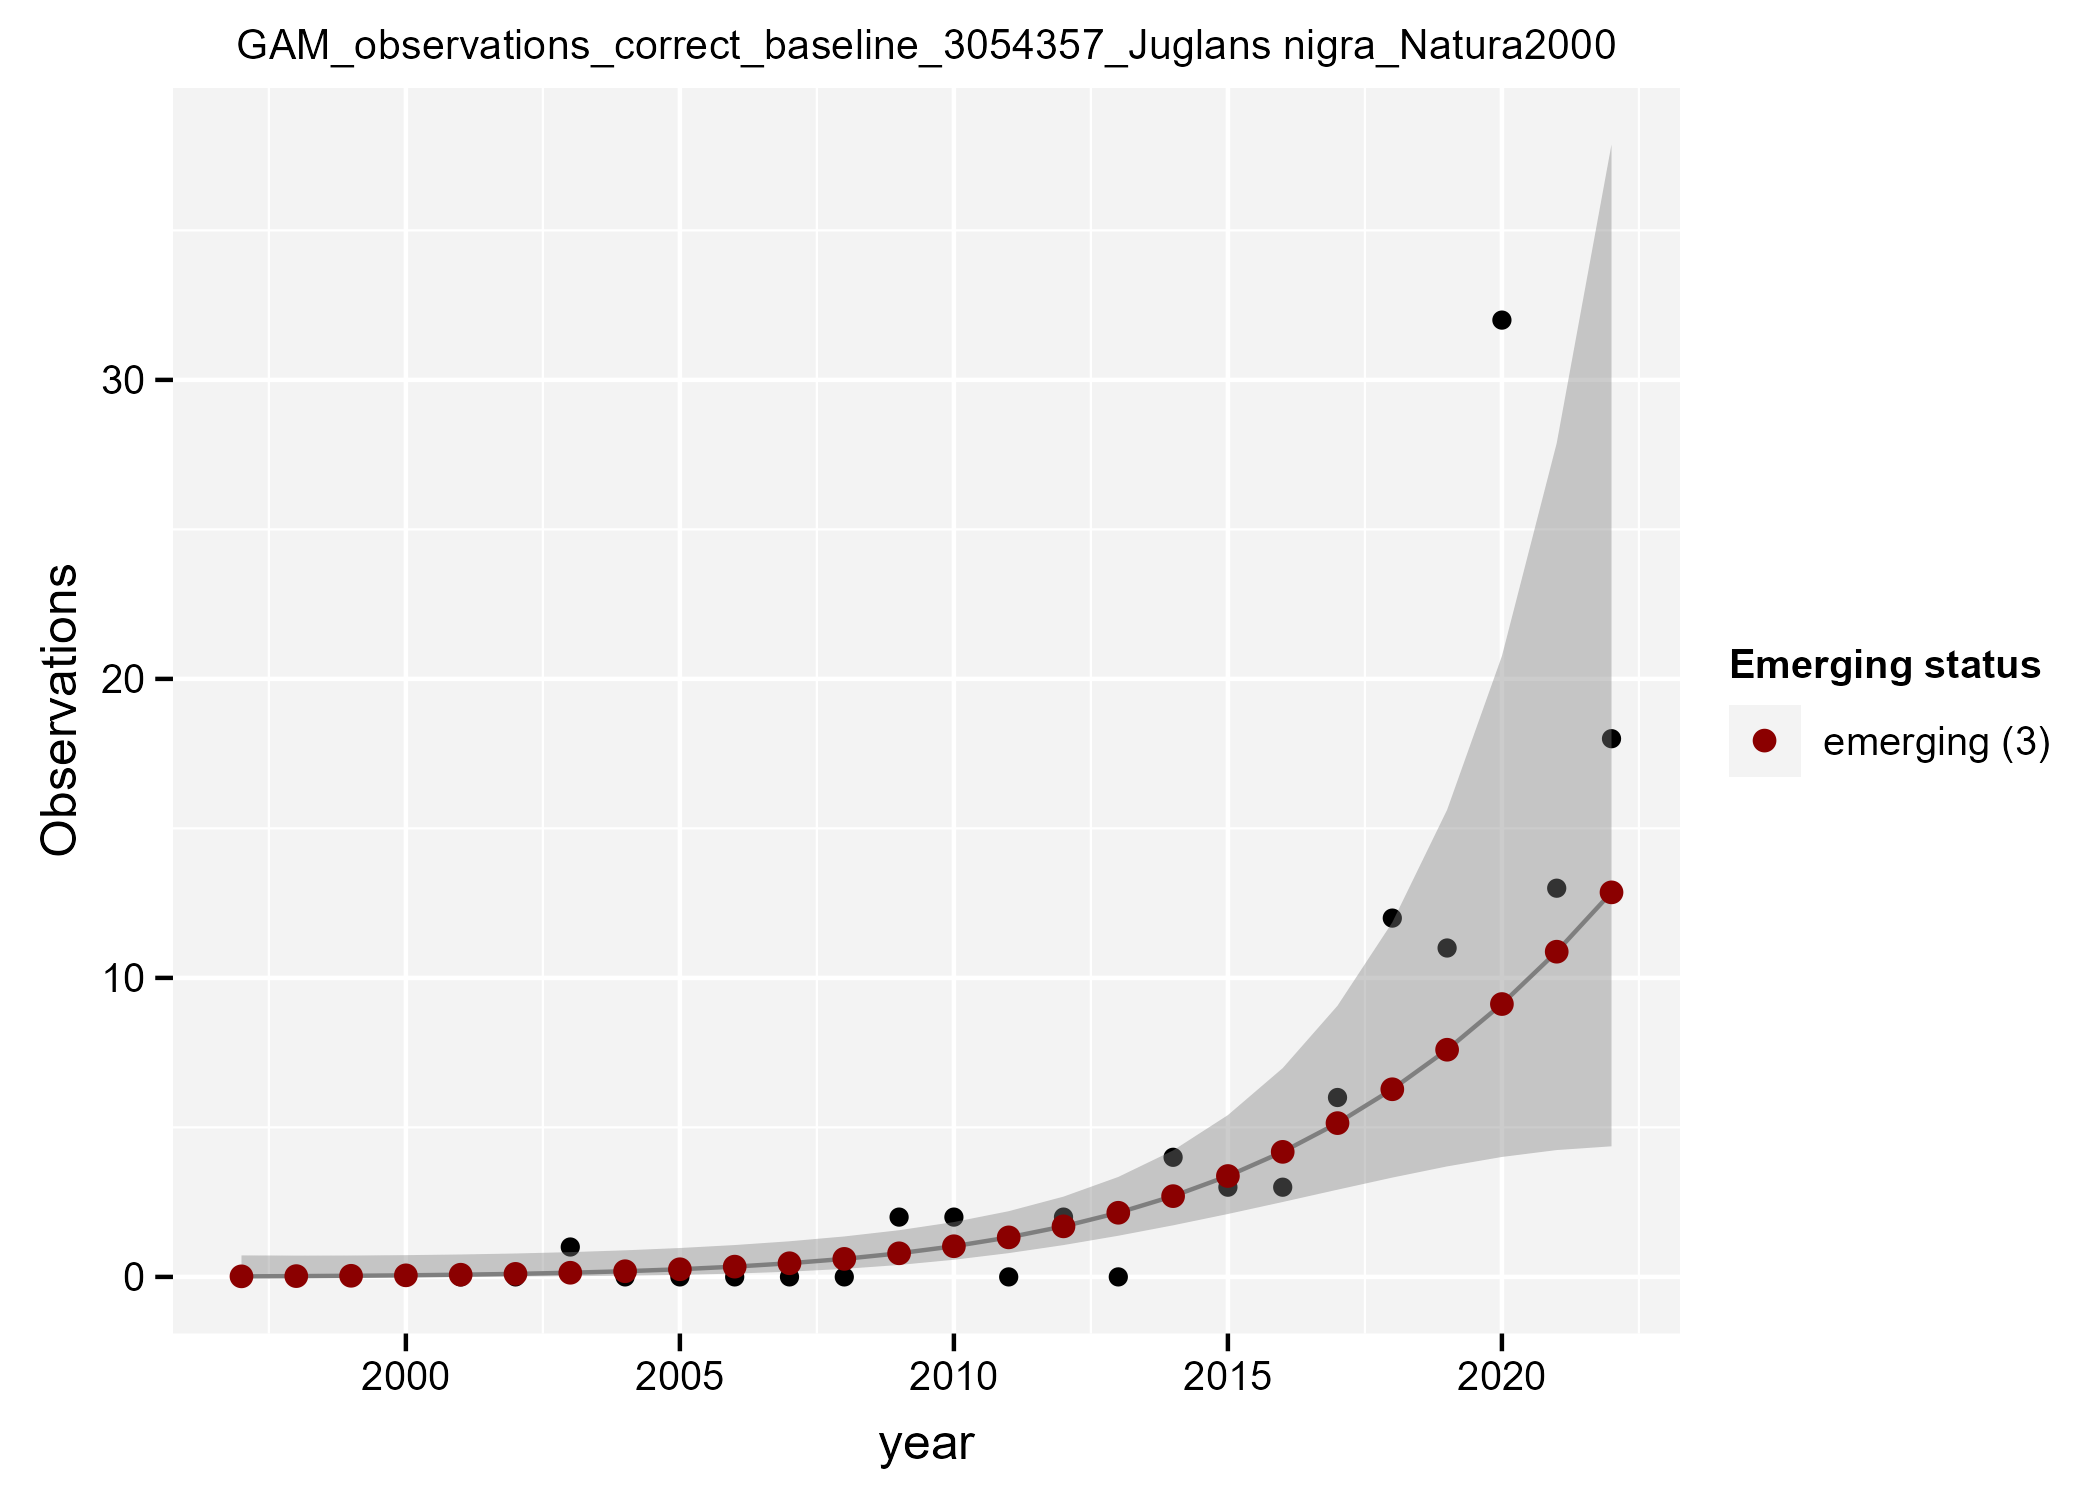 GAM_observations_correct_baseline_3054357_Juglans nigra_Natura2000
Observations
30
20
10
0
2000
2005
2010
2015
2020
year
Emerging status
emerging (3)